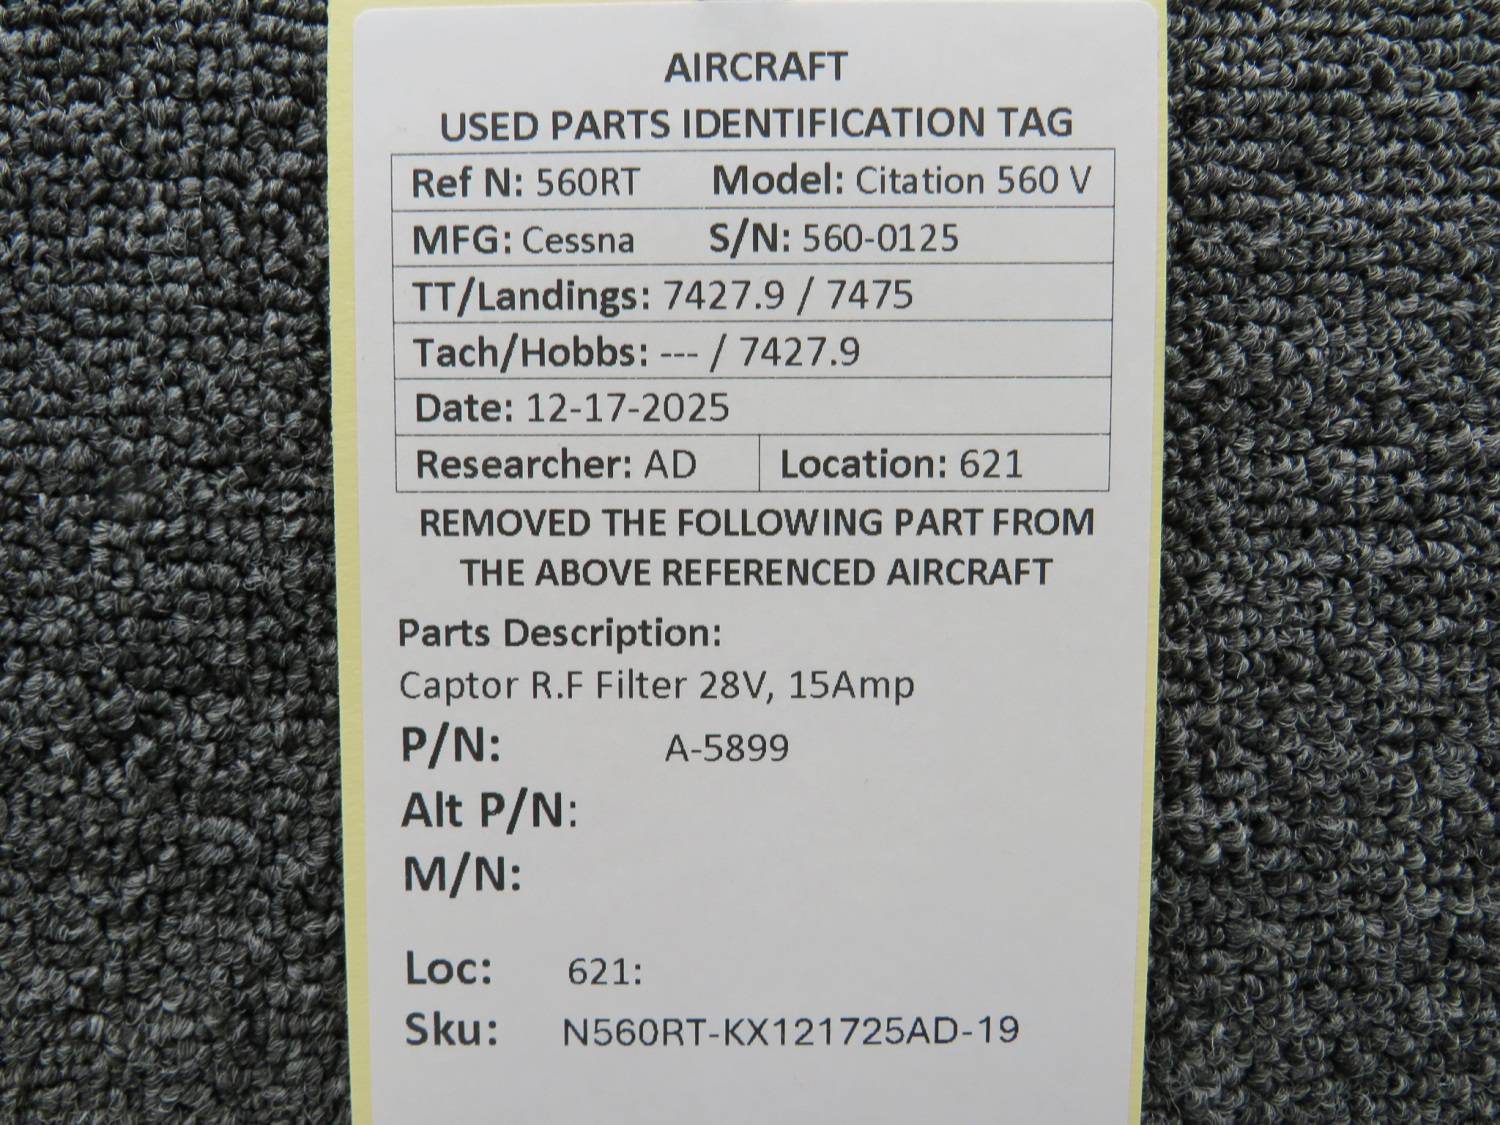 AIRCRAFT
USED PARTS IDENTIFICATION TAG
Ref N: 560RT Model: Citation 560 V
MFG: Cessna S/N: 560-0125
TT/Landings: 7427.9 / 7475
Tach/Hobbs: --- / 7427.9
Date: 12-17-2025
Researcher: AD Location: 621
REMOVED THE FOLLOWING PART FROM
THE ABOVE REFERENCED AIRCRAFT
Parts Description:
Captor R.F Filter 28V, 15Amp
P/N: A-5899
Alt P/N:
M/N:
Loc: 621:
Sku: N560RT-KX121725AD-19